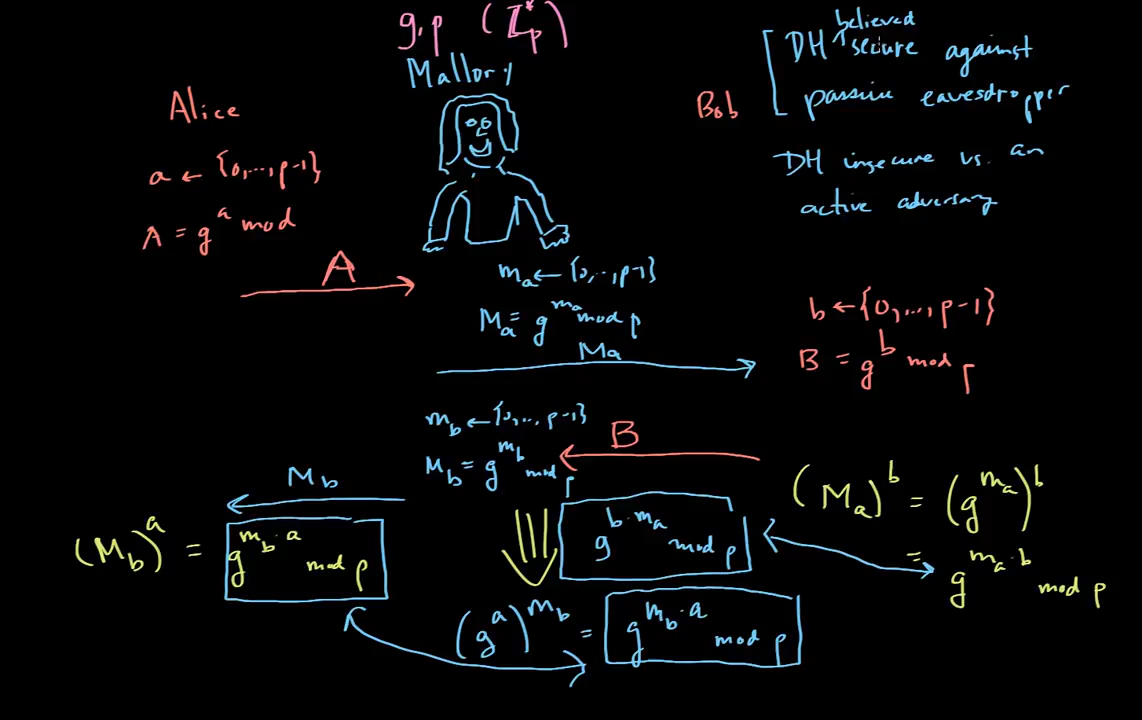 g,p (ℤ*p)
Mallory
Alice
a ← {0,...,p-1}
A = g^a mod
A
Bob
believed
DH ^ secure against
passive eavesdropper
DH insecure vs. an
active adversary
m_a ← {0,..,p-1}
M_a = g^m_a mod p
M_a
b ← {0,...,p-1}
B = g^b mod p
m_b ← {0,.., p-1}
M_b = g^m_b mod p
B
M_b
(M_a)^b = (g^m_a)^b
= g^m_a·b mod p
(M_b)^a = g^m_b·a mod p
g^b·m_a mod p
(g^a)^m_b = g^m_b·a mod p